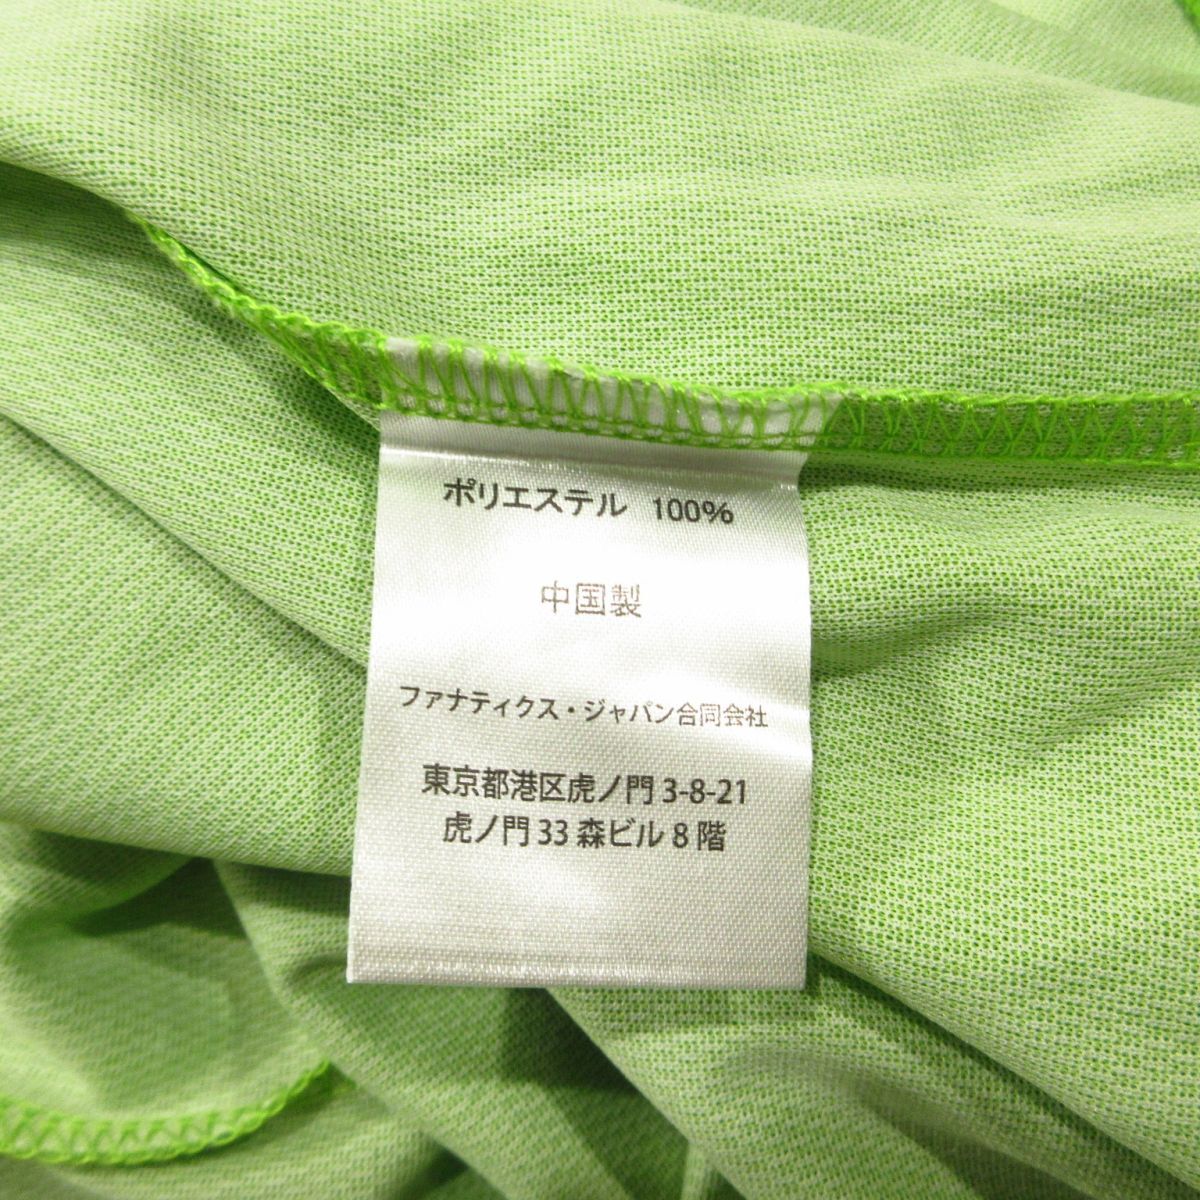 ポリエステル 100%
中国製
ファナティクス・ジャパン合同会社
東京都港区虎ノ門 3-8-21
虎ノ門 33 森ビル 8 階